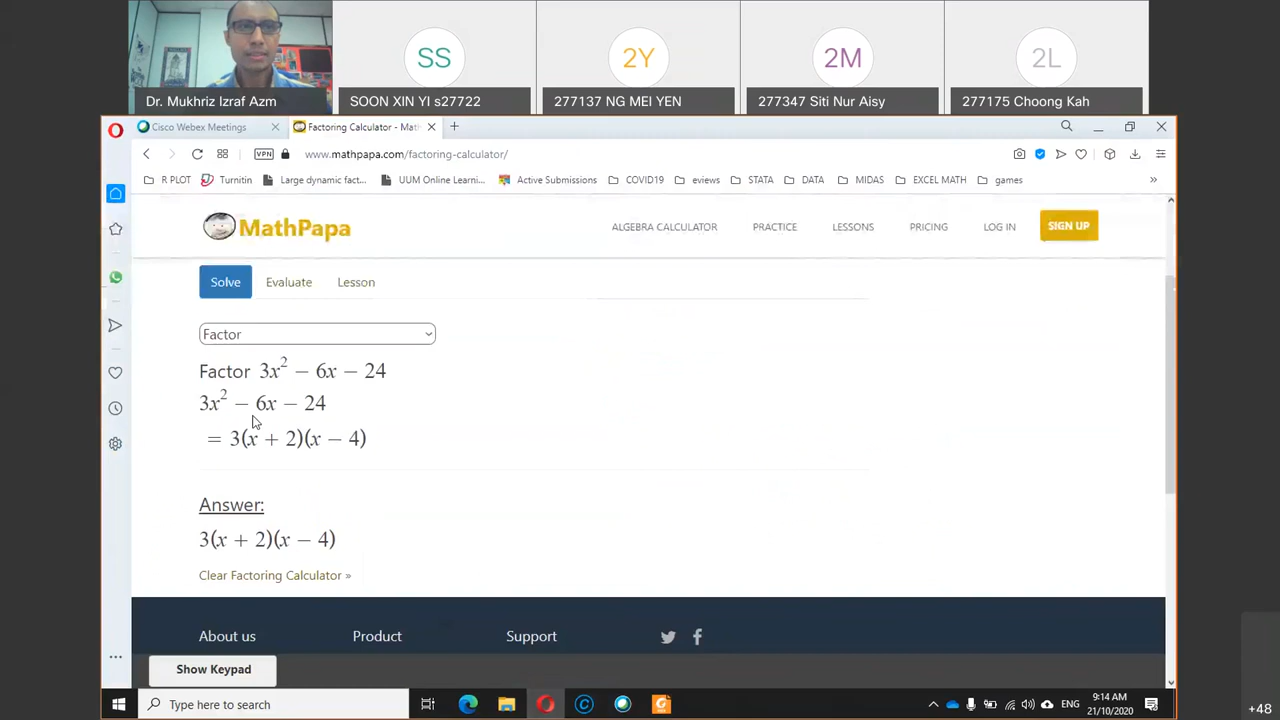 SS
2Y
2M
2L
Dr. Mukhriz Izraf Azm
SOON XIN YI s27722
277137 NG MEI YEN
277347 Siti Nur Aisy
277175 Choong Kah
Cisco Webex Meetings
Factoring Calculator - Math
VPN
www.mathpapa.com/factoring-calculator/
R PLOT
Turnitin
Large dynamic fact...
UUM Online Learni...
Active Submissions
COVID19
eviews
STATA
DATA
MIDAS
EXCEL MATH
games
»
MathPapa
ALGEBRA CALCULATOR
PRACTICE
LESSONS
PRICING
LOG IN
SIGN UP
Solve
Evaluate
Lesson
Factor
Factor 3x² − 6x − 24
3x² − 6x − 24
= 3(x + 2)(x − 4)
Answer:
3(x + 2)(x − 4)
Clear Factoring Calculator »
About us
Product
Support
Show Keypad
Type here to search
ENG
9:14 AM
21/10/2020
+48